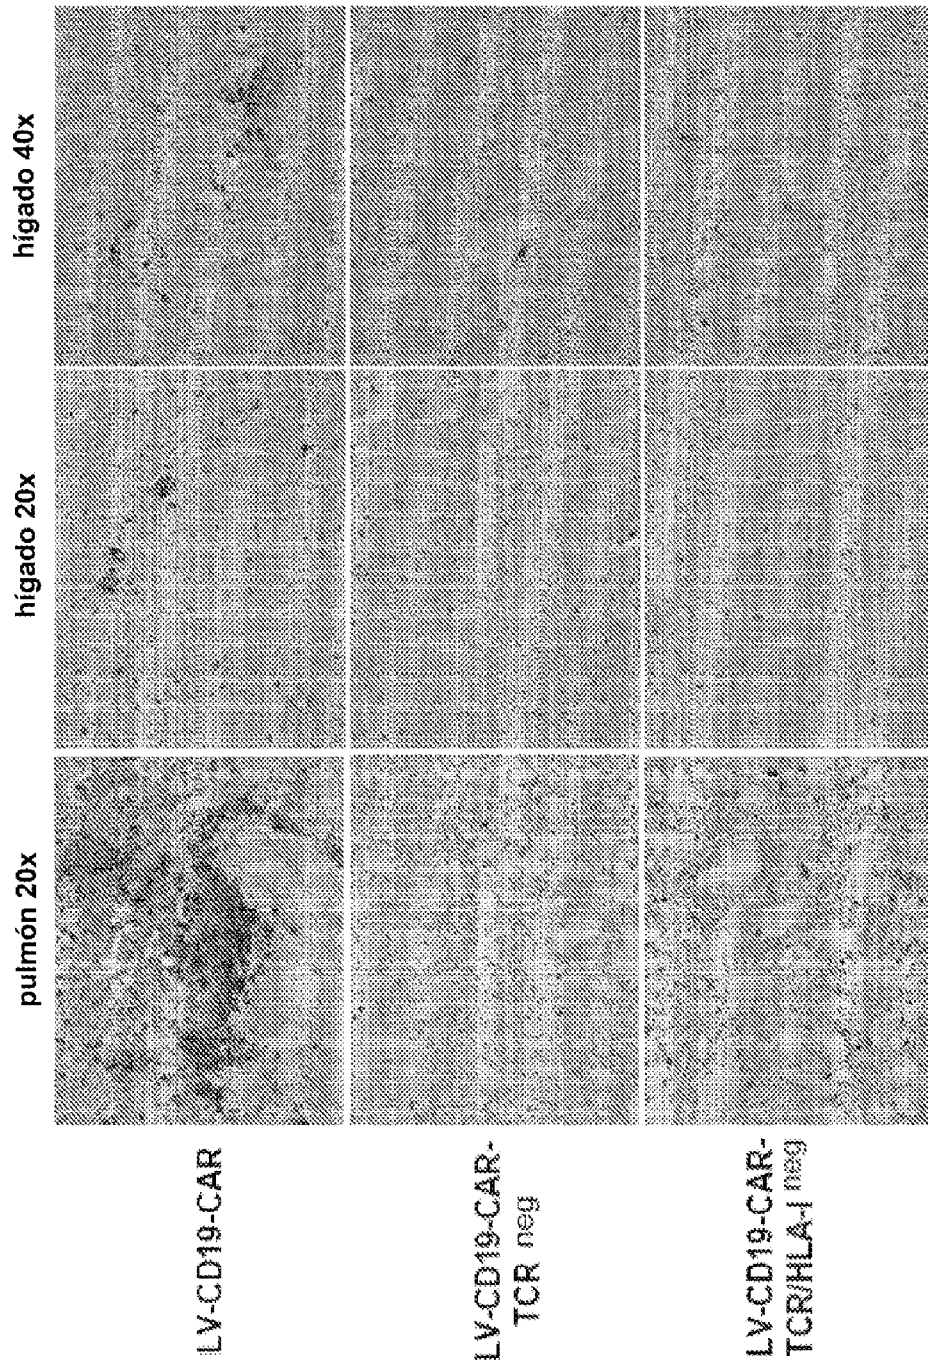 hígado 40x
hígado 20x
pulmón 20x
LV-CD19-CAR
LV-CD19-CAR-
TCR neg
LV-CD19-CAR-
TCR/HLA-I neg